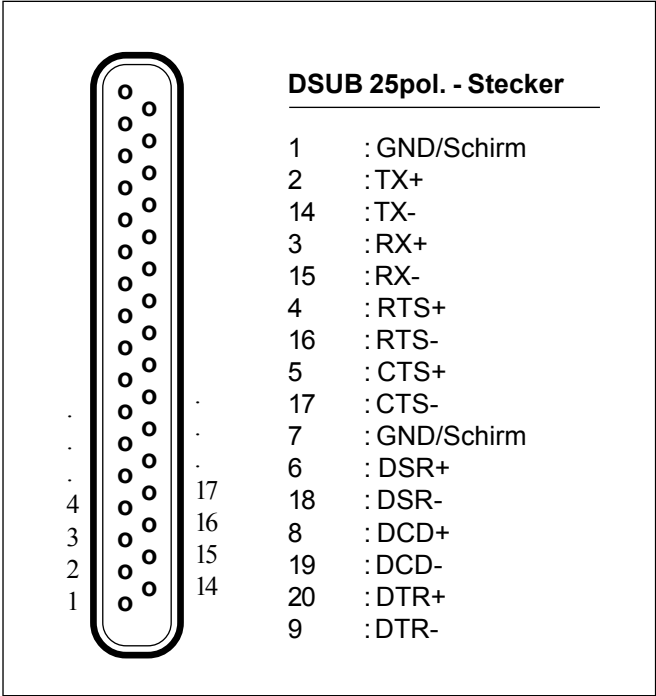 DSUB 25pol. - Stecker
1 : GND/Schirm
2 : TX+
14 : TX-
3 : RX+
15 : RX-
4 : RTS+
16 : RTS-
5 : CTS+
17 : CTS-
7 : GND/Schirm
6 : DSR+
18 : DSR-
8 : DCD+
19 : DCD-
20 : DTR+
9 : DTR-
.
.
.
4
3
2
1
.
.
.
17
16
15
14